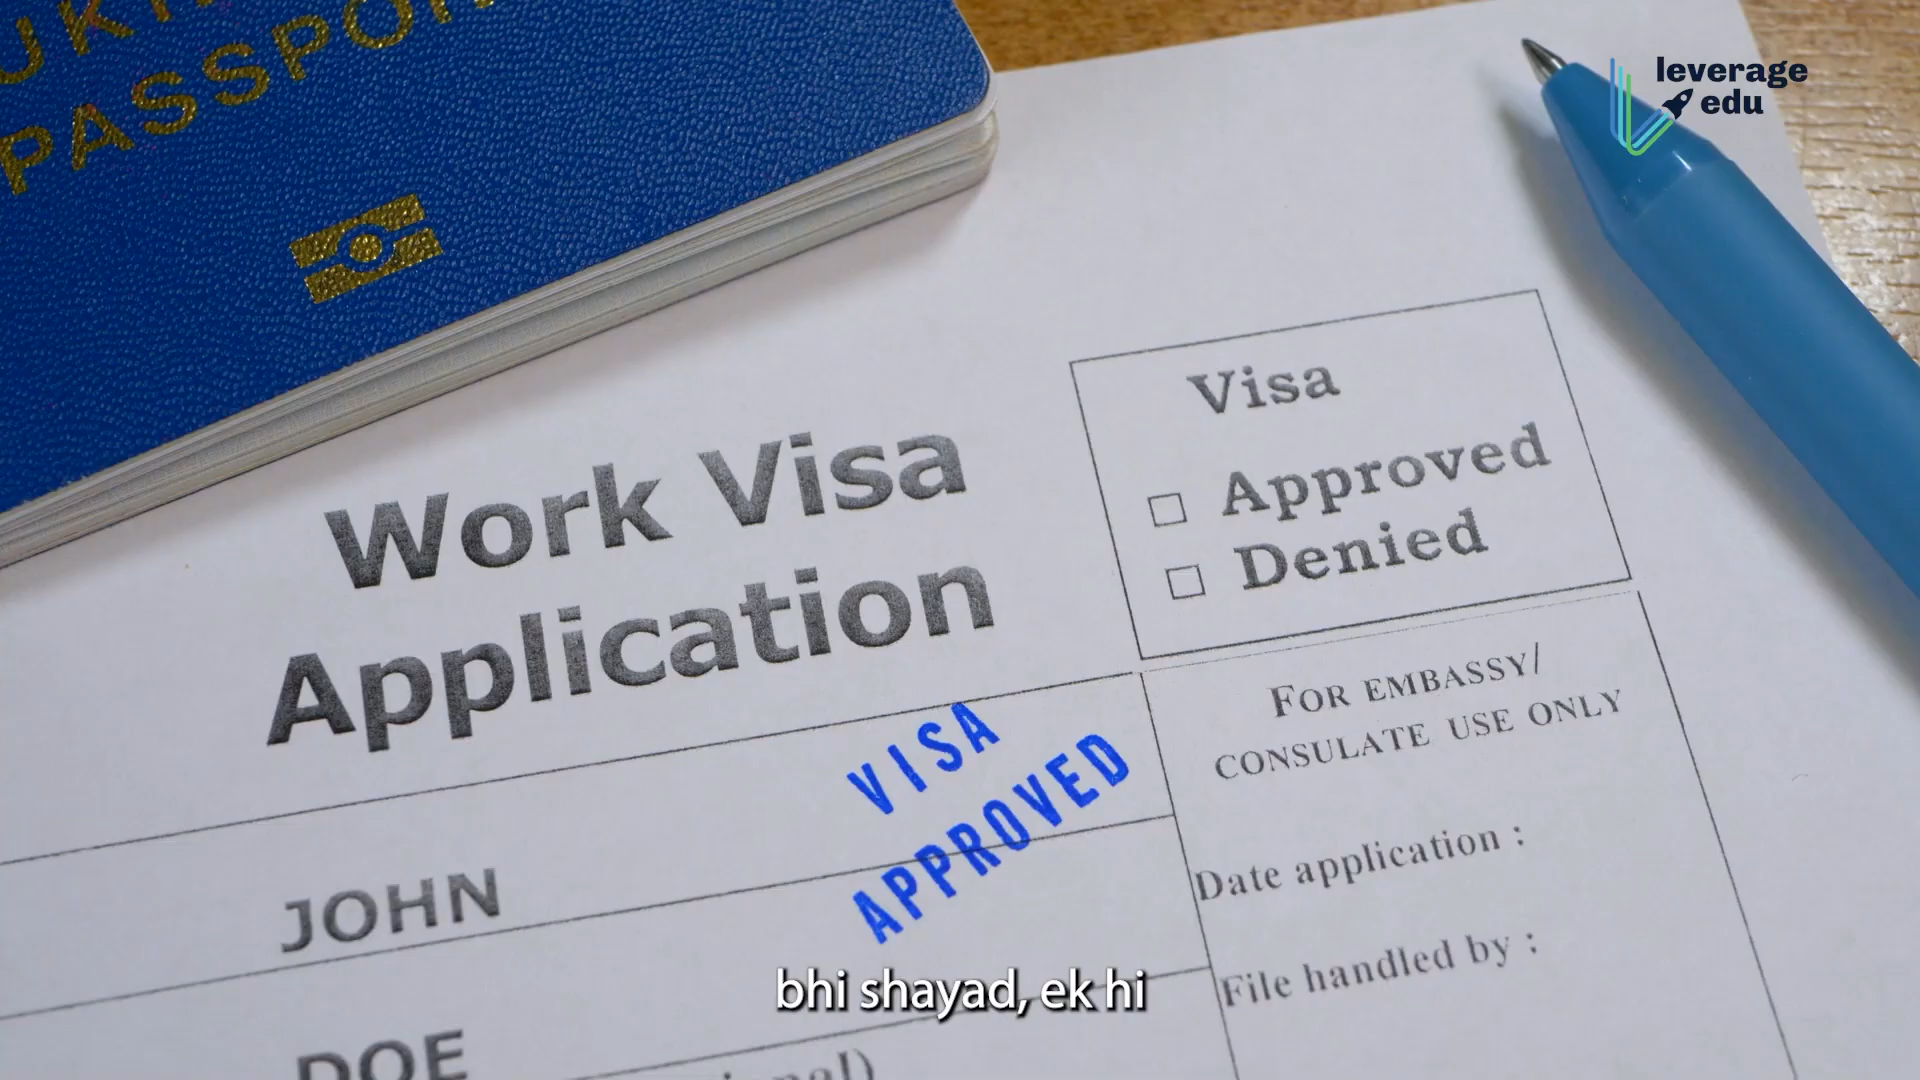 PASSPO
leverage
edu
Visa
Approved
Denied
Work Visa
Application
FOR EMBASSY/
CONSULATE USE ONLY
VISA
APPROVED
Date application :
JOHN
File handled by :
bhi shayad, ek hi
DOE